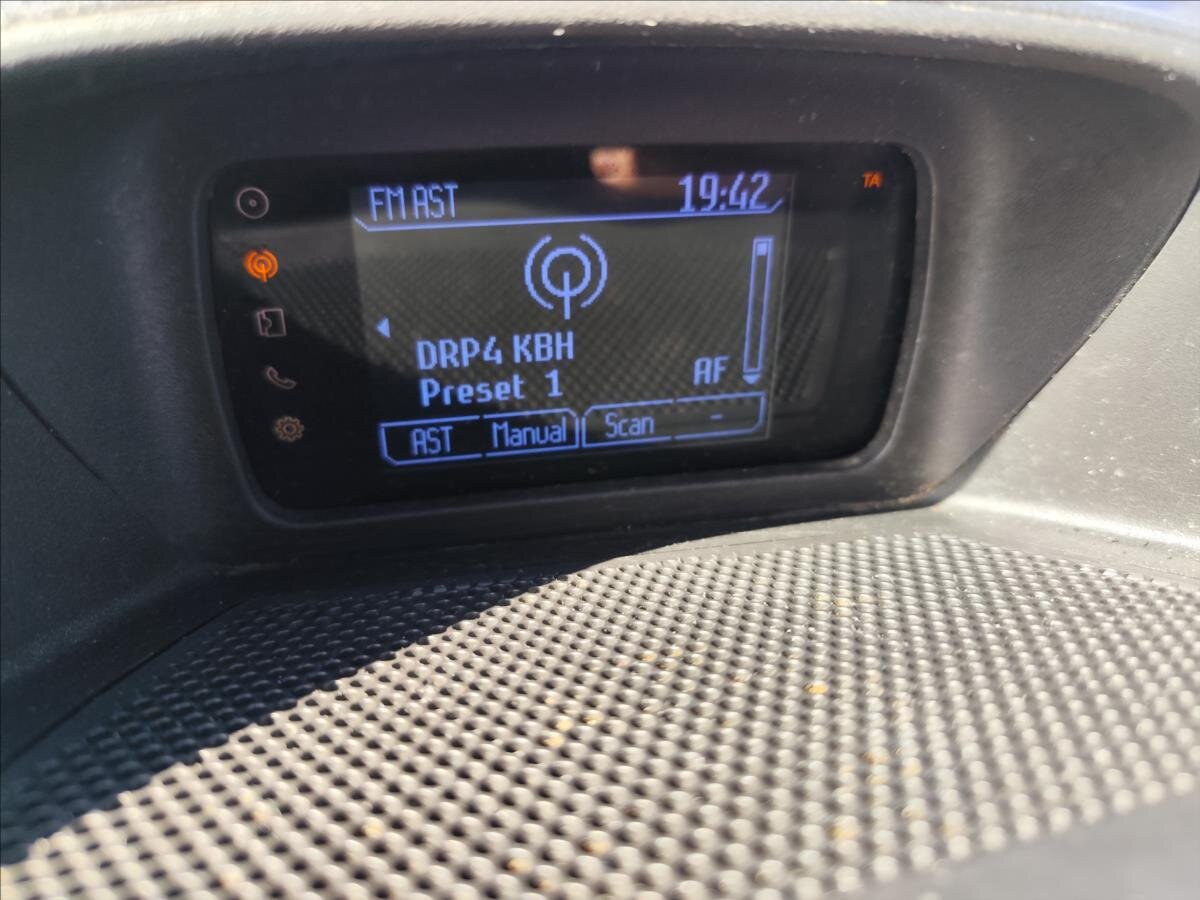 FM AST 19:42
TA
DRP4 KBH
Preset 1 AF
AST Manual Scan -